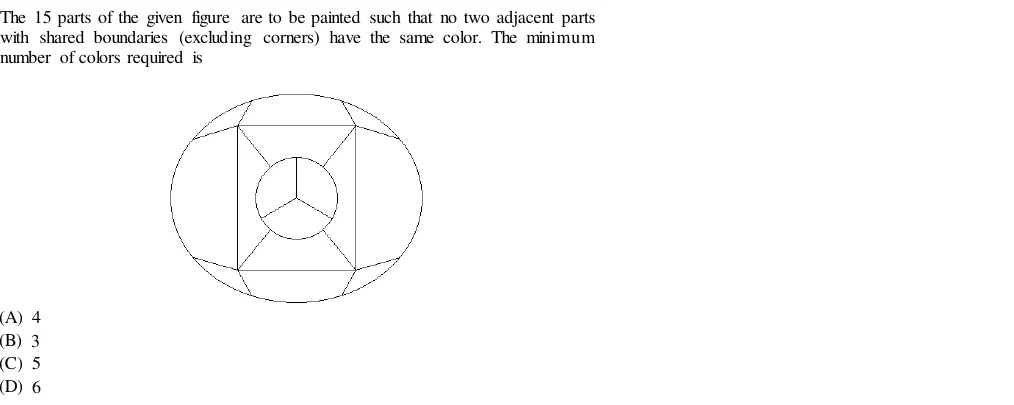 The 15 parts of the given figure are to be painted such that no two adjacent parts
with shared boundaries (excluding corners) have the same color. The minimum
number of colors required is
(A) 4
(B) 3
(C) 5
(D) 6